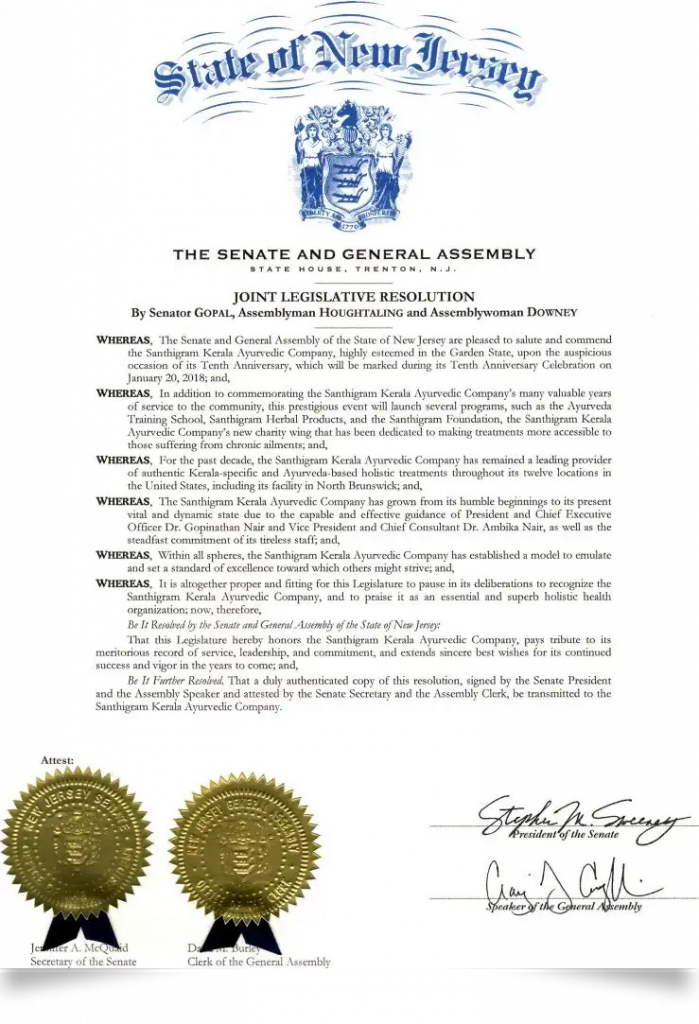 State of New Jersey
LIBERTY AND PROSPERITY
1776
THE SENATE AND GENERAL ASSEMBLY
STATE HOUSE, TRENTON, N.J.
JOINT LEGISLATIVE RESOLUTION
By Senator GOPAL, Assemblyman HOUGHTALING and Assemblywoman DOWNEY
WHEREAS, The Senate and General Assembly of the State of New Jersey are pleased to salute and commend
the Santhigram Kerala Ayurvedic Company, highly esteemed in the Garden State, upon the auspicious
occasion of its Tenth Anniversary, which will be marked during its Tenth Anniversary Celebration on
January 20, 2018; and,
WHEREAS, In addition to commemorating the Santhigram Kerala Ayurvedic Company's many valuable years
of service to the community, this prestigious event will launch several programs, such as the Ayurveda
Training School, Santhigram Herbal Products, and the Santhigram Foundation, the Santhigram Kerala
Ayurvedic Company's new charity wing that has been dedicated to making treatments more accessible to
those suffering from chronic ailments; and,
WHEREAS, For the past decade, the Santhigram Kerala Ayurvedic Company has remained a leading provider
of authentic Kerala-specific and Ayurveda-based holistic treatments throughout its twelve locations in
the United States, including its facility in North Brunswick; and,
WHEREAS, The Santhigram Kerala Ayurvedic Company has grown from its humble beginnings to its present
vital and dynamic state due to the capable and effective guidance of President and Chief Executive
Officer Dr. Gopinathan Nair and Vice President and Chief Consultant Dr. Ambika Nair, as well as the
steadfast commitment of its tireless staff; and,
WHEREAS, Within all spheres, the Santhigram Kerala Ayurvedic Company has established a model to emulate
and set a standard of excellence toward which others might strive; and,
WHEREAS, It is altogether proper and fitting for this Legislature to pause in its deliberations to recognize the
Santhigram Kerala Ayurvedic Company, and to praise it as an essential and superb holistic health
organization; now, therefore,
Be It Resolved by the Senate and General Assembly of the State of New Jersey:
That this Legislature hereby honors the Santhigram Kerala Ayurvedic Company, pays tribute to its
meritorious record of service, leadership, and commitment, and extends sincere best wishes for its continued
success and vigor in the years to come; and,
Be It Further Resolved, That a duly authenticated copy of this resolution, signed by the Senate President
and the Assembly Speaker and attested by the Senate Secretary and the Assembly Clerk, be transmitted to the
Santhigram Kerala Ayurvedic Company.
Attest:
NEW JERSEY
Stephen M. Sweeney
President of the Senate
Speaker of the General Assembly
Jennifer A. McQuaid
Secretary of the Senate
M. Burley
Clerk of the General Assembly